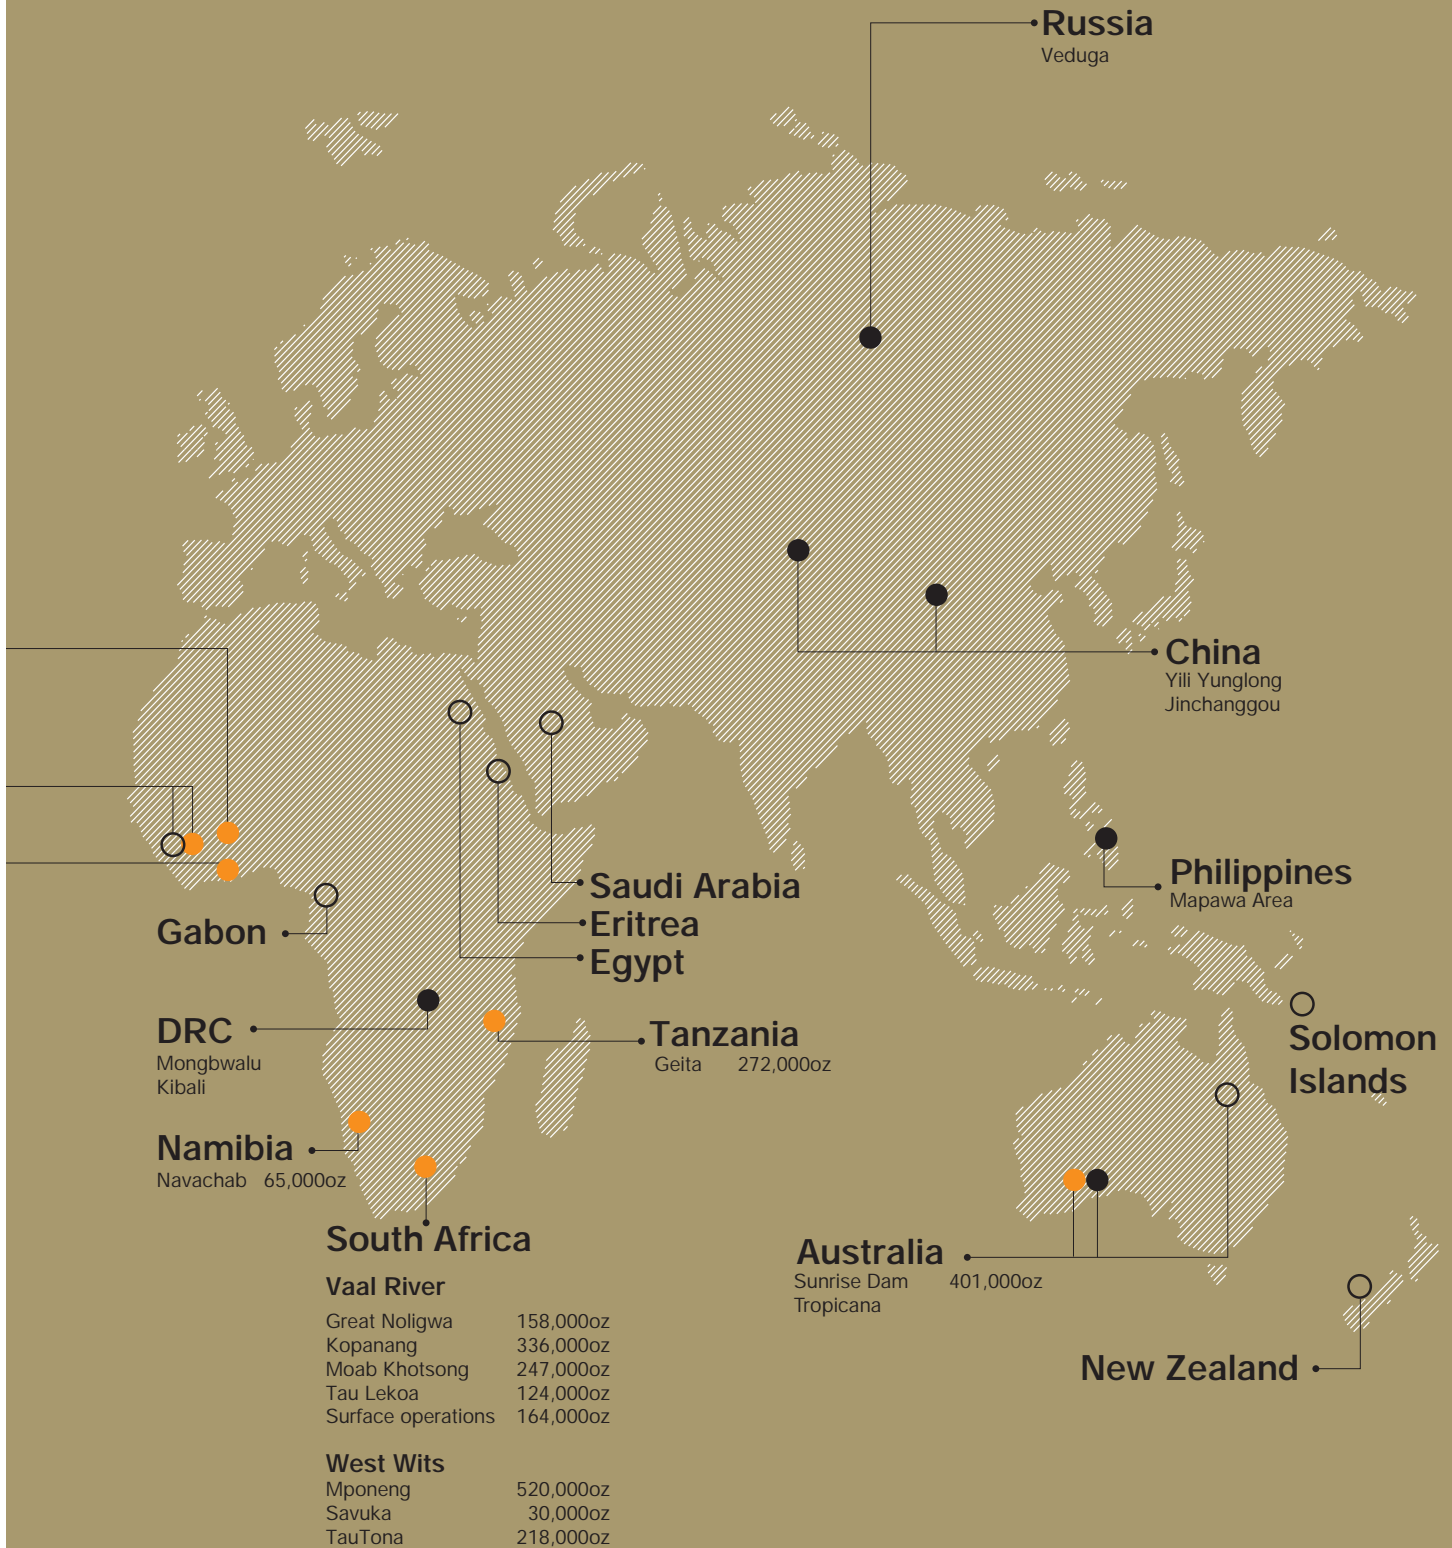 Russia
Veduga
China
Yili Yunglong
Jinchanggou
Philippines
Mapawa Area
Saudi Arabia
Eritrea
Egypt
Gabon
DRC
Mongbwalu
Kibali
Tanzania
Geita 272,000oz
Solomon
Islands
Namibia
Navachab 65,000oz
South Africa
Vaal River
Great Noligwa 158,000oz
Kopanang 336,000oz
Moab Khotsong 247,000oz
Tau Lekoa 124,000oz
Surface operations 164,000oz
West Wits
Mponeng 520,000oz
Savuka 30,000oz
TauTona 218,000oz
Australia
Sunrise Dam 401,000oz
Tropicana
New Zealand